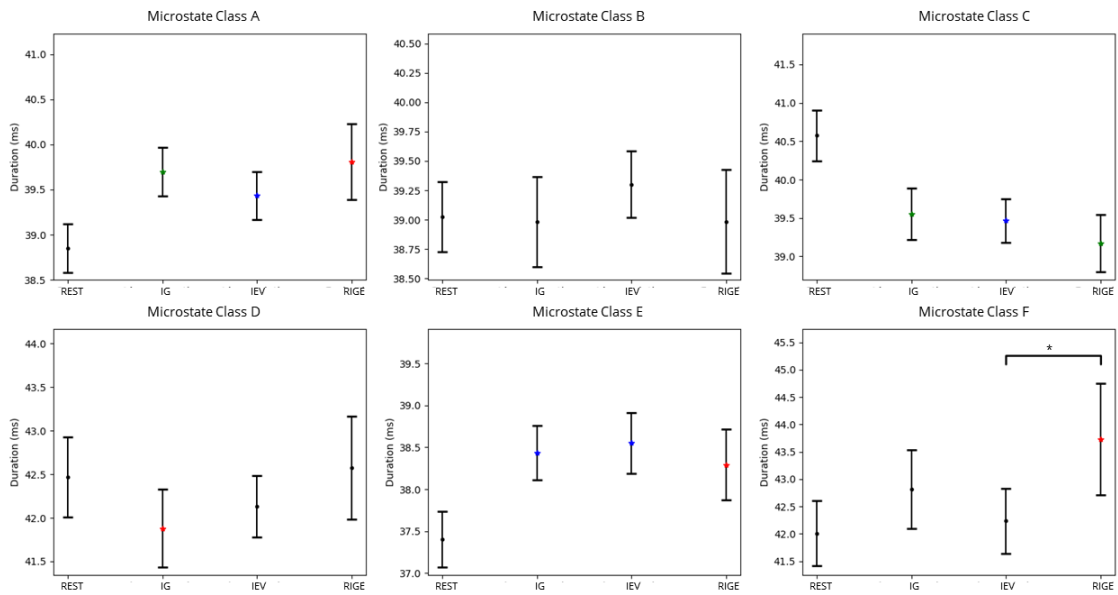 Microstate Class A
Duration (ms)
41.0
40.5
40.0
39.5
39.0
38.5
REST IG IEV RIGE
Microstate Class B
Duration (ms)
40.50
40.25
40.00
39.75
39.50
39.25
39.00
38.75
38.50
REST IG IEV RIGE
Microstate Class C
Duration (ms)
41.5
41.0
40.5
40.0
39.5
39.0
REST IG IEV RIGE
Microstate Class D
Duration (ms)
44.0
43.5
43.0
42.5
42.0
41.5
REST IG IEV RIGE
Microstate Class E
Duration (ms)
39.5
39.0
38.5
38.0
37.5
37.0
REST IG IEV RIGE
Microstate Class F
Duration (ms)
45.5
45.0
44.5
44.0
43.5
43.0
42.5
42.0
41.5
*
REST IG IEV RIGE